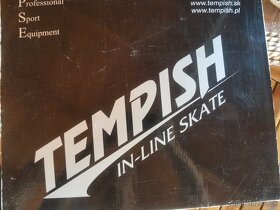 Professional
Sport
Equipment
www.tempish.sk
www.tempish.pl
TEMPISH
IN-LINE SKATE